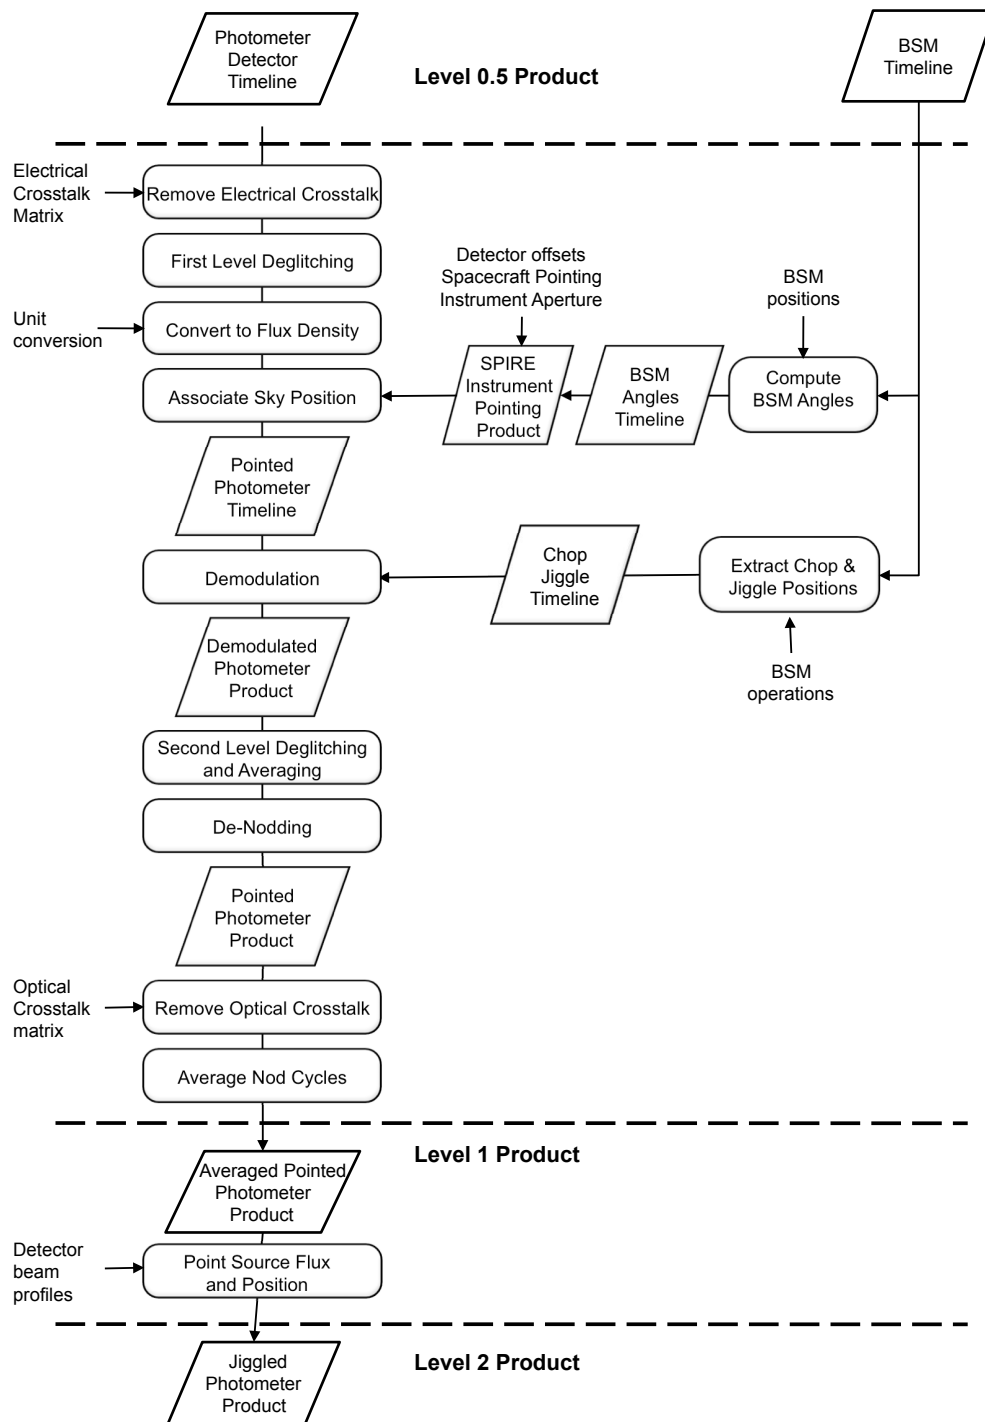 Photometer
Detector
Timeline
Level 0.5 Product
BSM
Timeline
Electrical
Crosstalk
Matrix
Remove Electrical Crosstalk
First Level Deglitching
Detector offsets
Spacecraft Pointing
Instrument Aperture
BSM
positions
Unit
conversion
Convert to Flux Density
Associate Sky Position
SPIRE
Instrument
Pointing
Product
BSM
Angles
Timeline
Compute
BSM Angles
Pointed
Photometer
Timeline
Demodulation
Chop
Jiggle
Timeline
Extract Chop &
Jiggle Positions
Demodulated
Photometer
Product
BSM
operations
Second Level Deglitching
and Averaging
De-Nodding
Pointed
Photometer
Product
Optical
Crosstalk
matrix
Remove Optical Crosstalk
Average Nod Cycles
Level 1 Product
Averaged Pointed
Photometer
Product
Detector
beam
profiles
Point Source Flux
and Position
Level 2 Product
Jiggled
Photometer
Product